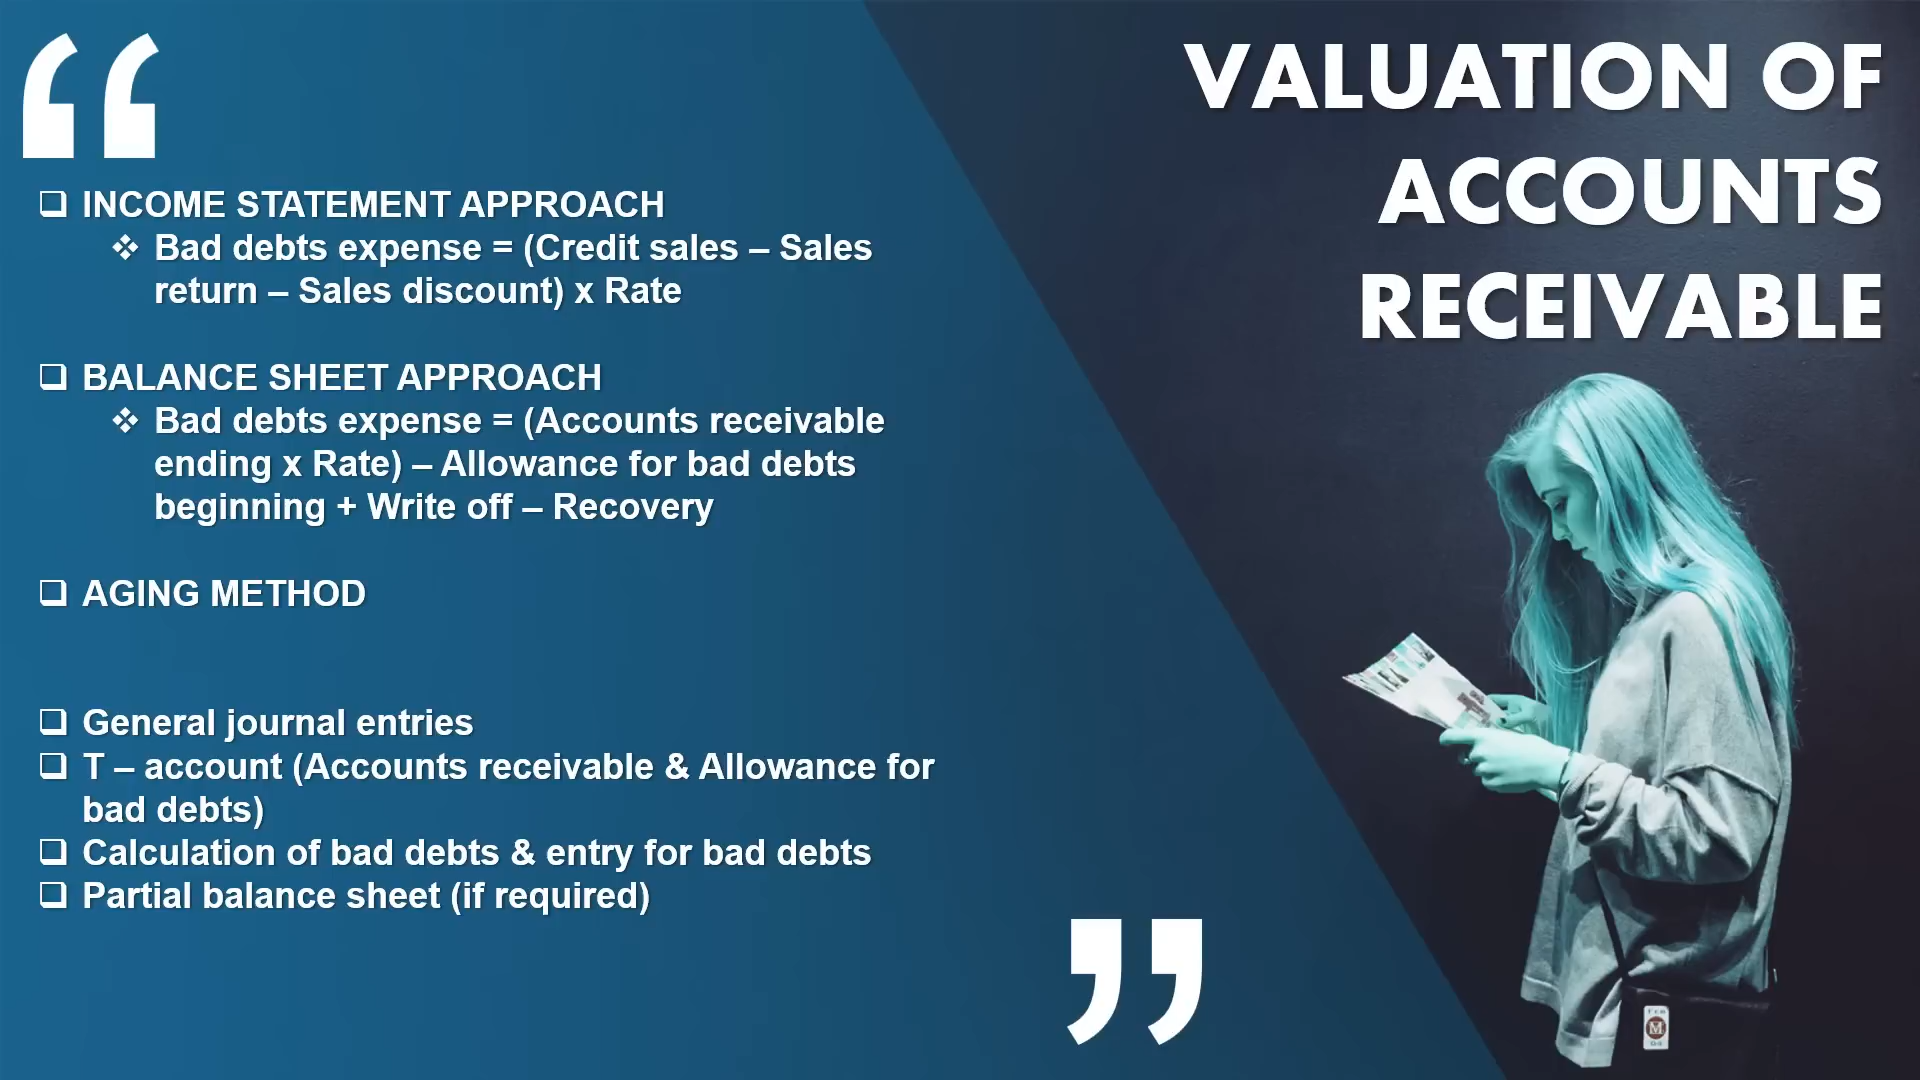 VALUATION OF
ACCOUNTS
RECEIVABLE
“
❑ INCOME STATEMENT APPROACH
❖ Bad debts expense = (Credit sales – Sales
return – Sales discount) x Rate
❑ BALANCE SHEET APPROACH
❖ Bad debts expense = (Accounts receivable
ending x Rate) – Allowance for bad debts
beginning + Write off – Recovery
❑ AGING METHOD
❑ General journal entries
❑ T – account (Accounts receivable & Allowance for
bad debts)
❑ Calculation of bad debts & entry for bad debts
❑ Partial balance sheet (if required)
”
M